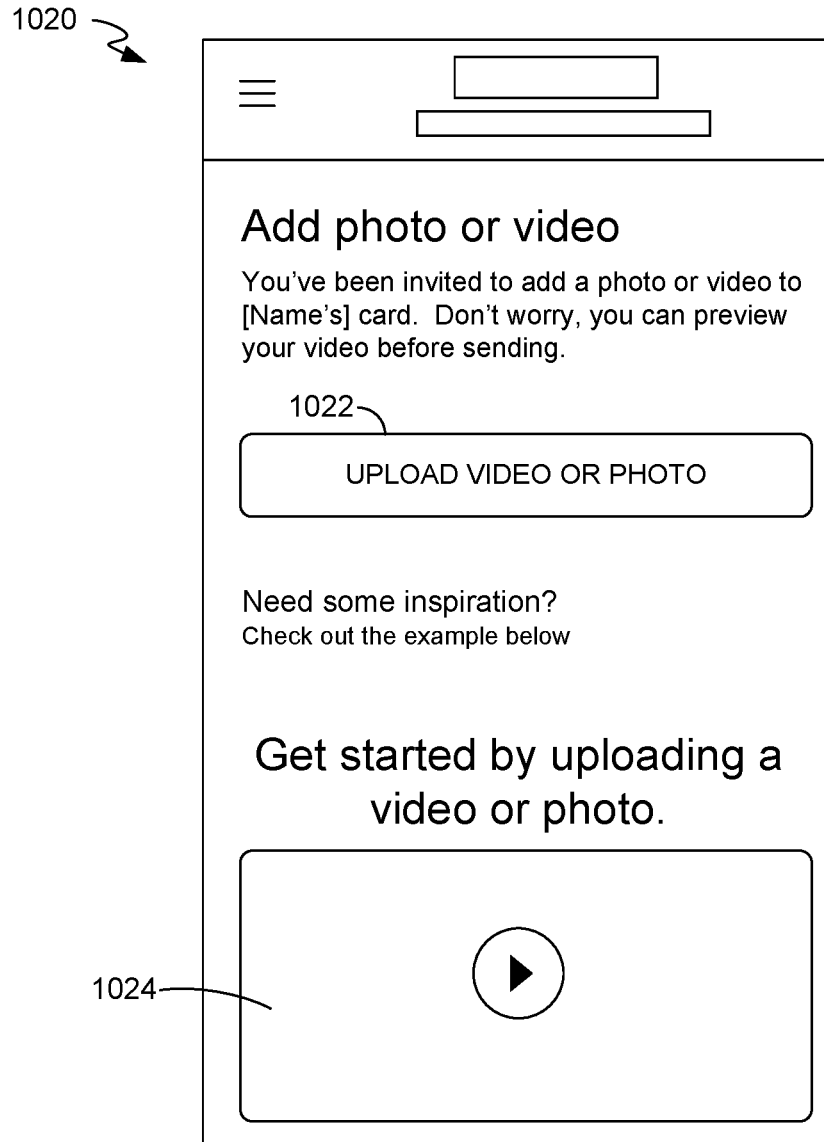 1020
Add photo or video
You've been invited to add a photo or video to
[Name's] card.  Don't worry, you can preview
your video before sending.
1022
UPLOAD VIDEO OR PHOTO
Need some inspiration?
Check out the example below
Get started by uploading a
video or photo.
1024